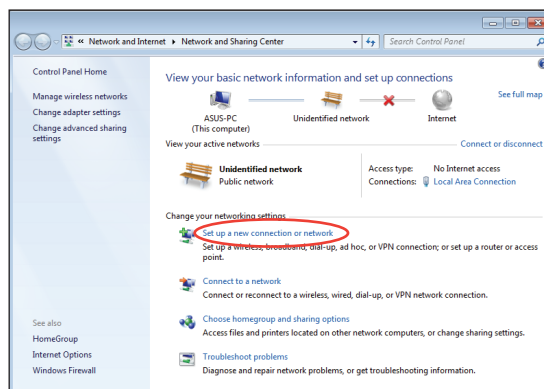 « Network and Internet ▸ Network and Sharing Center
Search Control Panel
Control Panel Home
Manage wireless networks
Change adapter settings
Change advanced sharing
settings
See also
HomeGroup
Internet Options
Windows Firewall
View your basic network information and set up connections
See full map
ASUS-PC
(This computer)
Unidentified network
Internet
View your active networks
Connect or disconnect
Unidentified network
Public network
Access type: No Internet access
Connections: Local Area Connection
Change your networking settings
Set up a new connection or network
Set up a wireless, broadband, dial-up, ad hoc, or VPN connection; or set up a router or access
point.
Connect to a network
Connect or reconnect to a wireless, wired, dial-up, or VPN network connection.
Choose homegroup and sharing options
Access files and printers located on other network computers, or change sharing settings.
Troubleshoot problems
Diagnose and repair network problems, or get troubleshooting information.